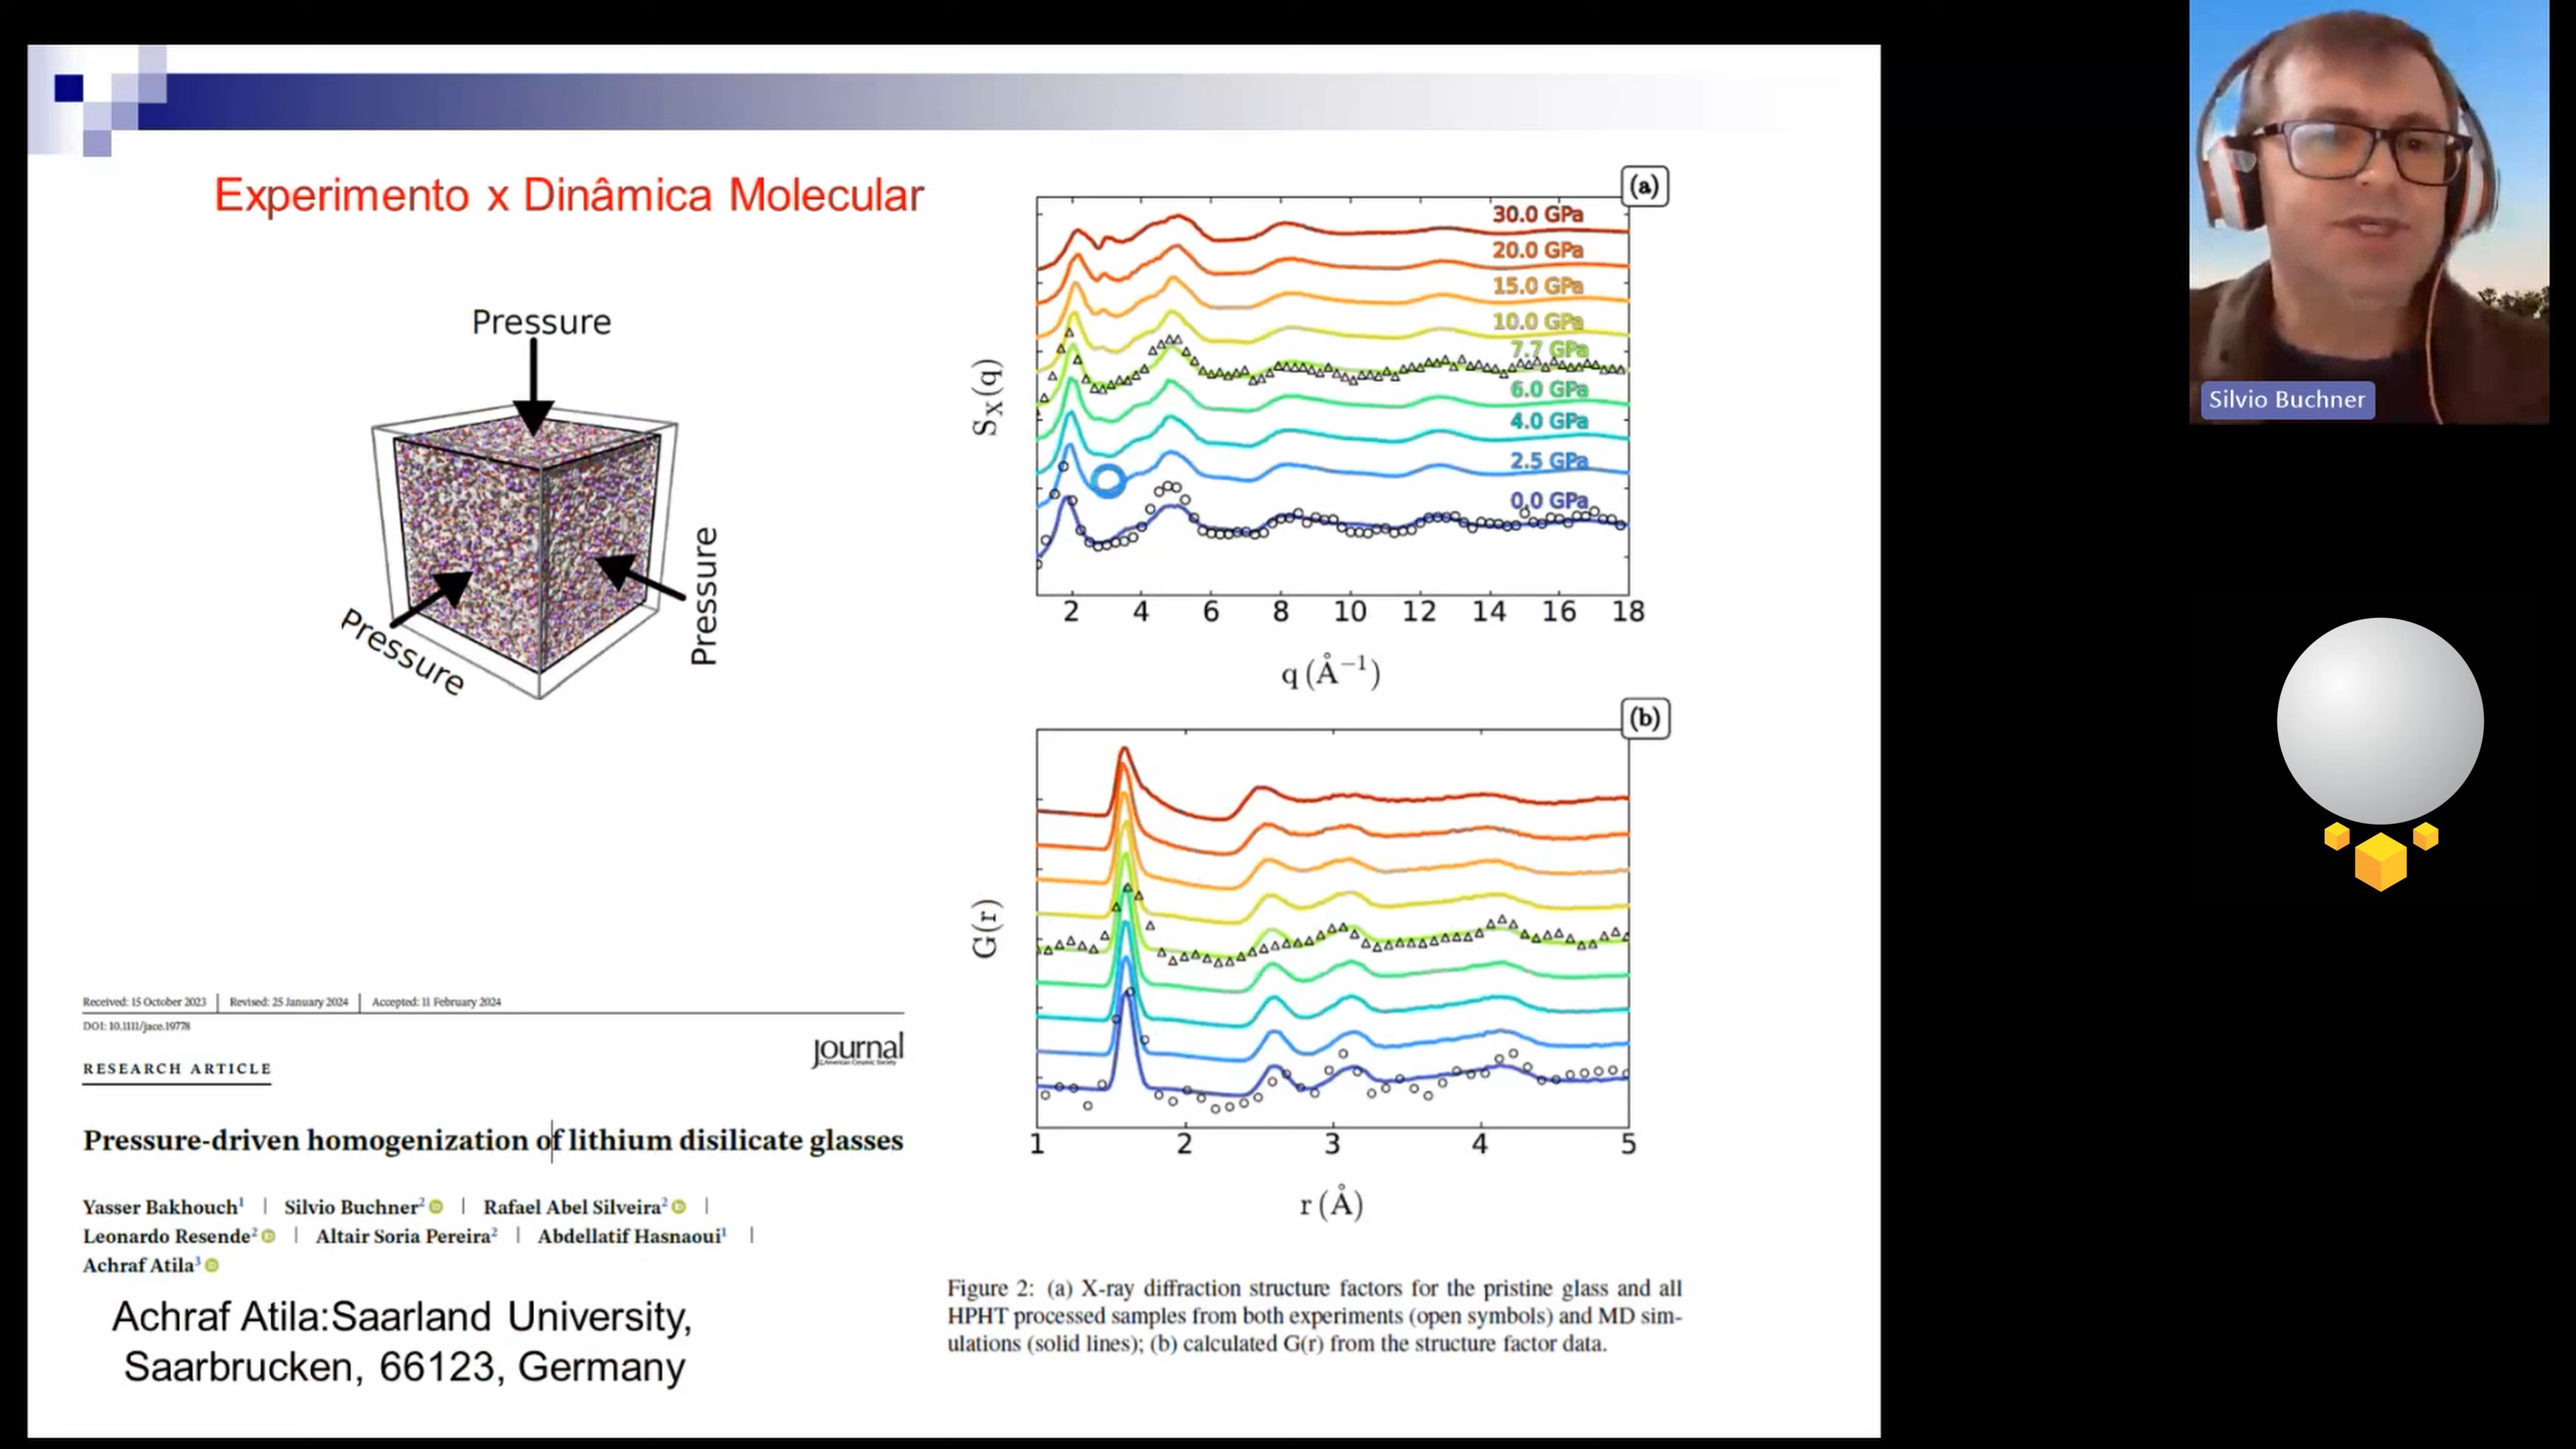 Experimento x Dinâmica Molecular
Pressure
Pressure
Pressure
Received: 15 October 2023 | Revised: 25 January 2024 | Accepted: 11 February 2024
DOI: 10.1111/jace.19778
Journal
RESEARCH ARTICLE
Pressure-driven homogenization of lithium disilicate glasses
Yasser Bakhouch1 | Silvio Buchner2 | Rafael Abel Silveira2 |
Leonardo Resende2 | Altair Soria Pereira2 | Abdellatif Hasnaoui1 |
Achraf Atila3
Achraf Atila:Saarland University,
Saarbrucken, 66123, Germany
(a)
30.0 GPa
20.0 GPa
15.0 GPa
10.0 GPa
7.7 GPa
6.0 GPa
4.0 GPa
2.5 GPa
0.0 GPa
SX(q)
2 4 6 8 10 12 14 16 18
q (Å−1)
(b)
G(r)
1 2 3 4 5
r (Å)
Figure 2: (a) X-ray diffraction structure factors for the pristine glass and all
HPHT processed samples from both experiments (open symbols) and MD sim-
ulations (solid lines); (b) calculated G(r) from the structure factor data.
Silvio Buchner